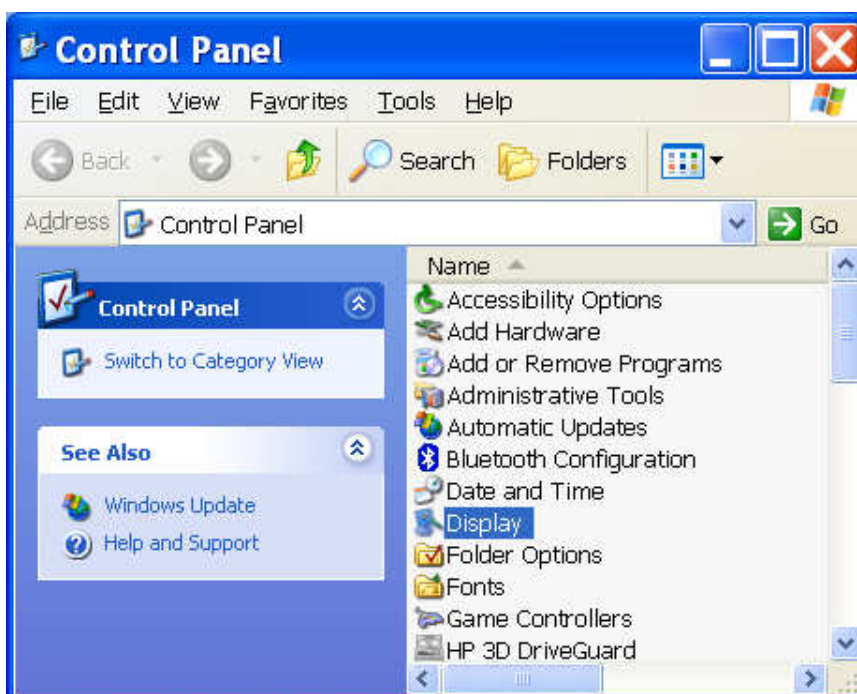 Control Panel
File Edit View Favorites Tools Help
Back Search Folders
Address Control Panel Go
Control Panel
Switch to Category View
See Also
Windows Update
Help and Support
Name
Accessibility Options
Add Hardware
Add or Remove Programs
Administrative Tools
Automatic Updates
Bluetooth Configuration
Date and Time
Display
Folder Options
Fonts
Game Controllers
HP 3D DriveGuard